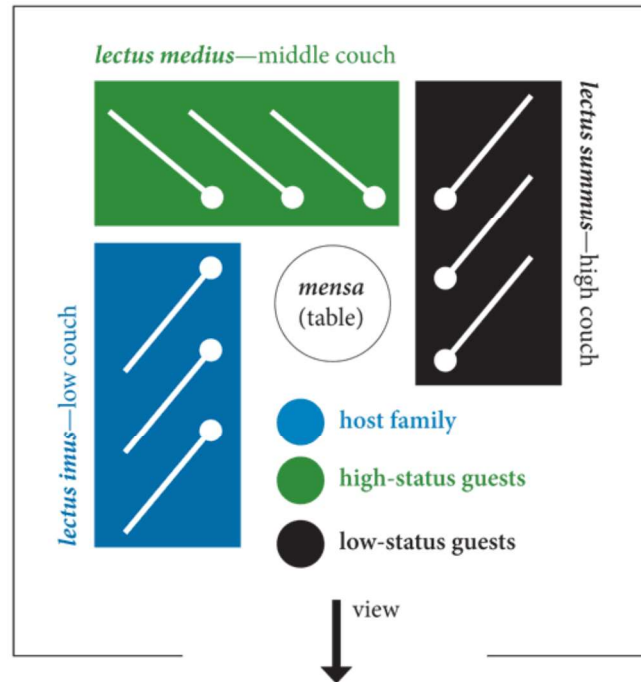 lectus medius—middle couch
lectus summus—high couch
lectus imus—low couch
mensa
(table)
host family
high-status guests
low-status guests
view